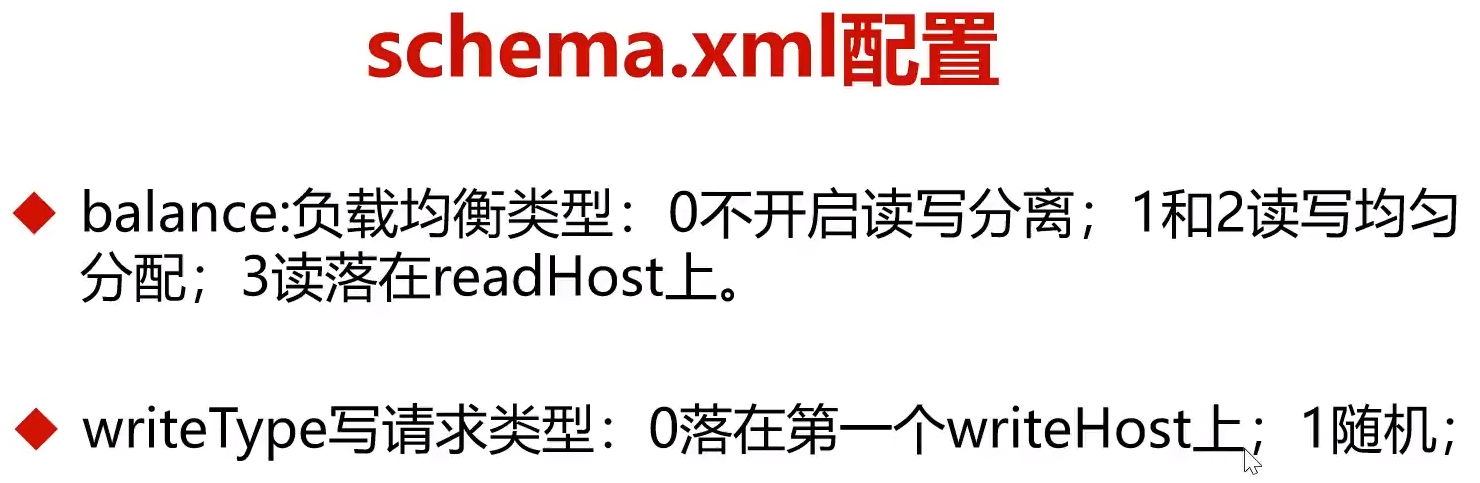 schema.xml配置
balance:负载均衡类型：0不开启读写分离；1和2读写均匀
分配；3读落在readHost上。
writeType写请求类型：0落在第一个writeHost上；1随机；